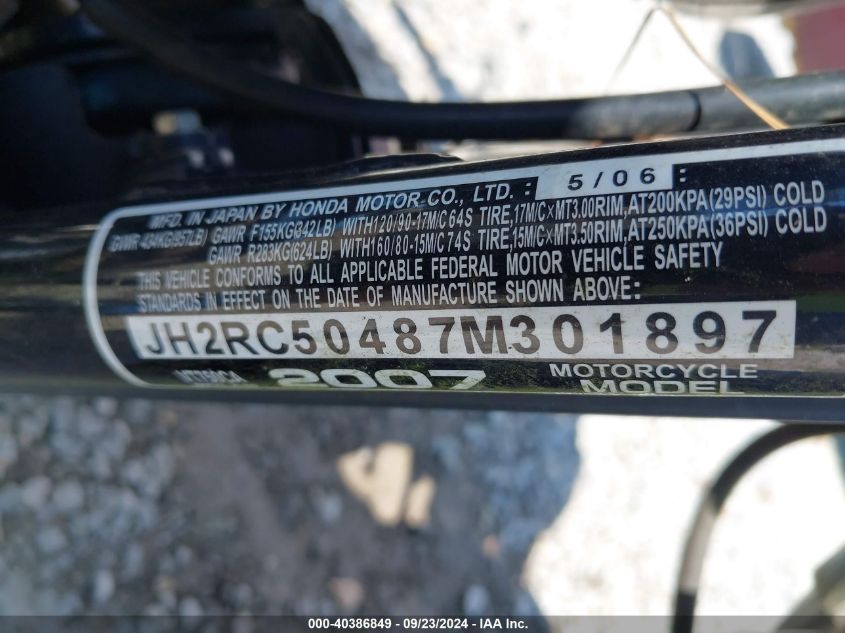 MFD. IN JAPAN BY HONDA MOTOR CO., LTD. : 5/06 :
GVWR 434KG(957LB) GAWR F155KG(342LB) WITH120/90-17M/C 64S TIRE,17M/C×MT3.00RIM,AT200KPA(29PSI) COLD
GAWR R283KG(624LB) WITH160/80-15M/C 74S TIRE,15M/C×MT3.50RIM,AT250KPA(36PSI) COLD
THIS VEHICLE CONFORMS TO ALL APPLICABLE FEDERAL MOTOR VEHICLE SAFETY
STANDARDS IN EFFECT ON THE DATE OF MANUFACTURE SHOWN ABOVE:
JH2RC50487M301897
2007 MOTORCYCLE MODEL
000-40386849 - 09/23/2024 - IAA Inc.